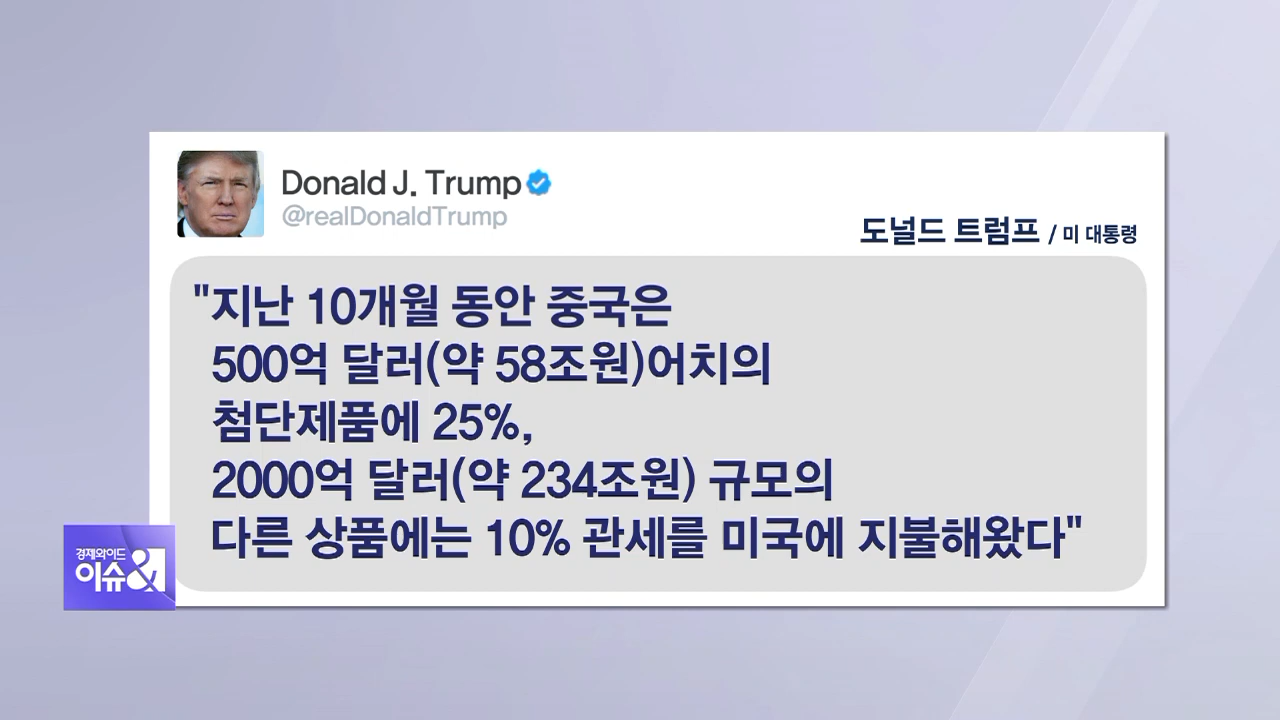 Donald J. Trump
@realDonaldTrump
도널드 트럼프 / 미 대통령
"지난 10개월 동안 중국은
500억 달러(약 58조원)어치의
첨단제품에 25%,
2000억 달러(약 234조원) 규모의
다른 상품에는 10% 관세를 미국에 지불해왔다"
경제와이드
이슈&